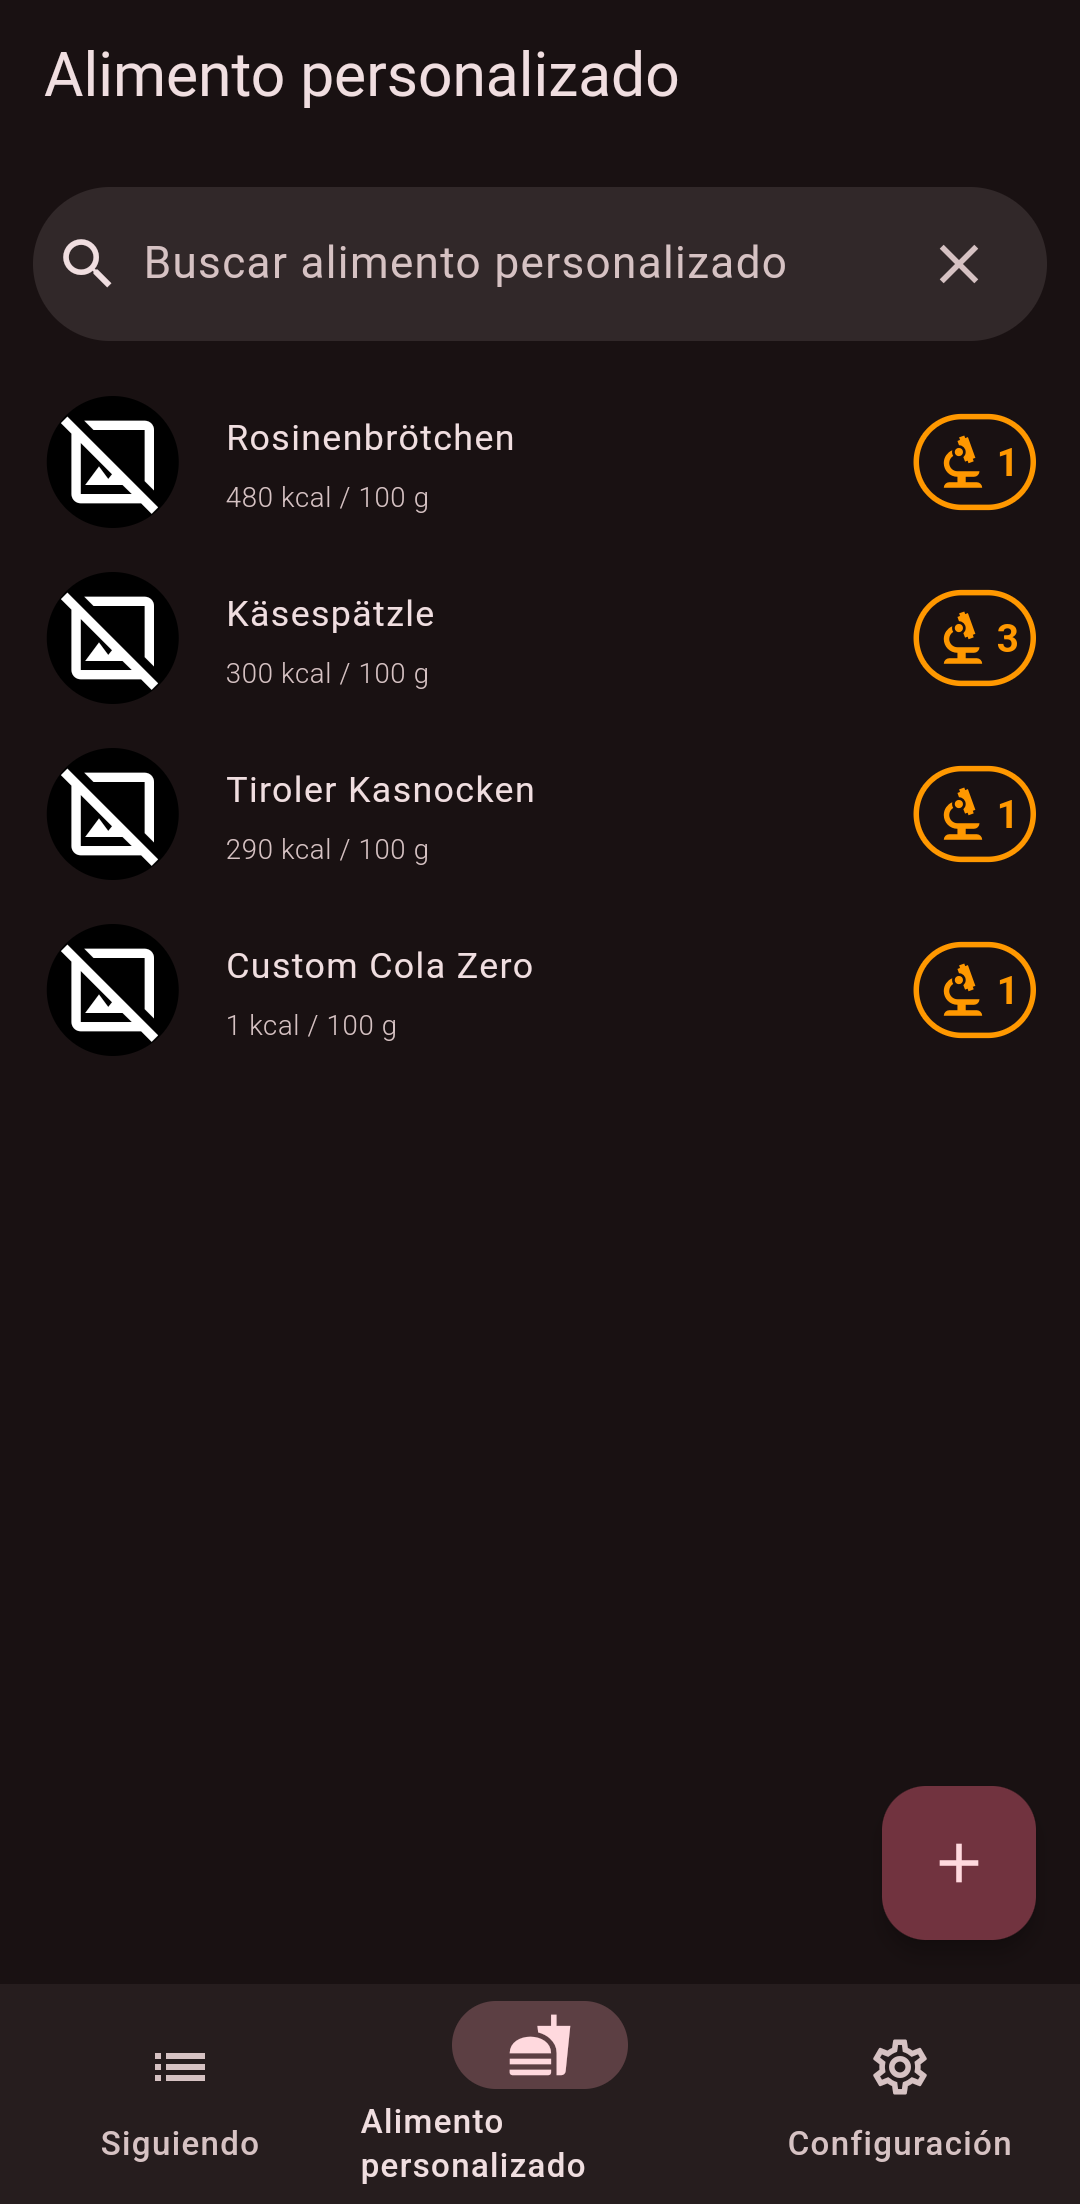 Alimento personalizado
Buscar alimento personalizado
Rosinenbrötchen
480 kcal / 100 g
1
Käsespätzle
300 kcal / 100 g
3
Tiroler Kasnocken
290 kcal / 100 g
1
Custom Cola Zero
1 kcal / 100 g
1
Siguiendo
Alimento
personalizado
Configuración